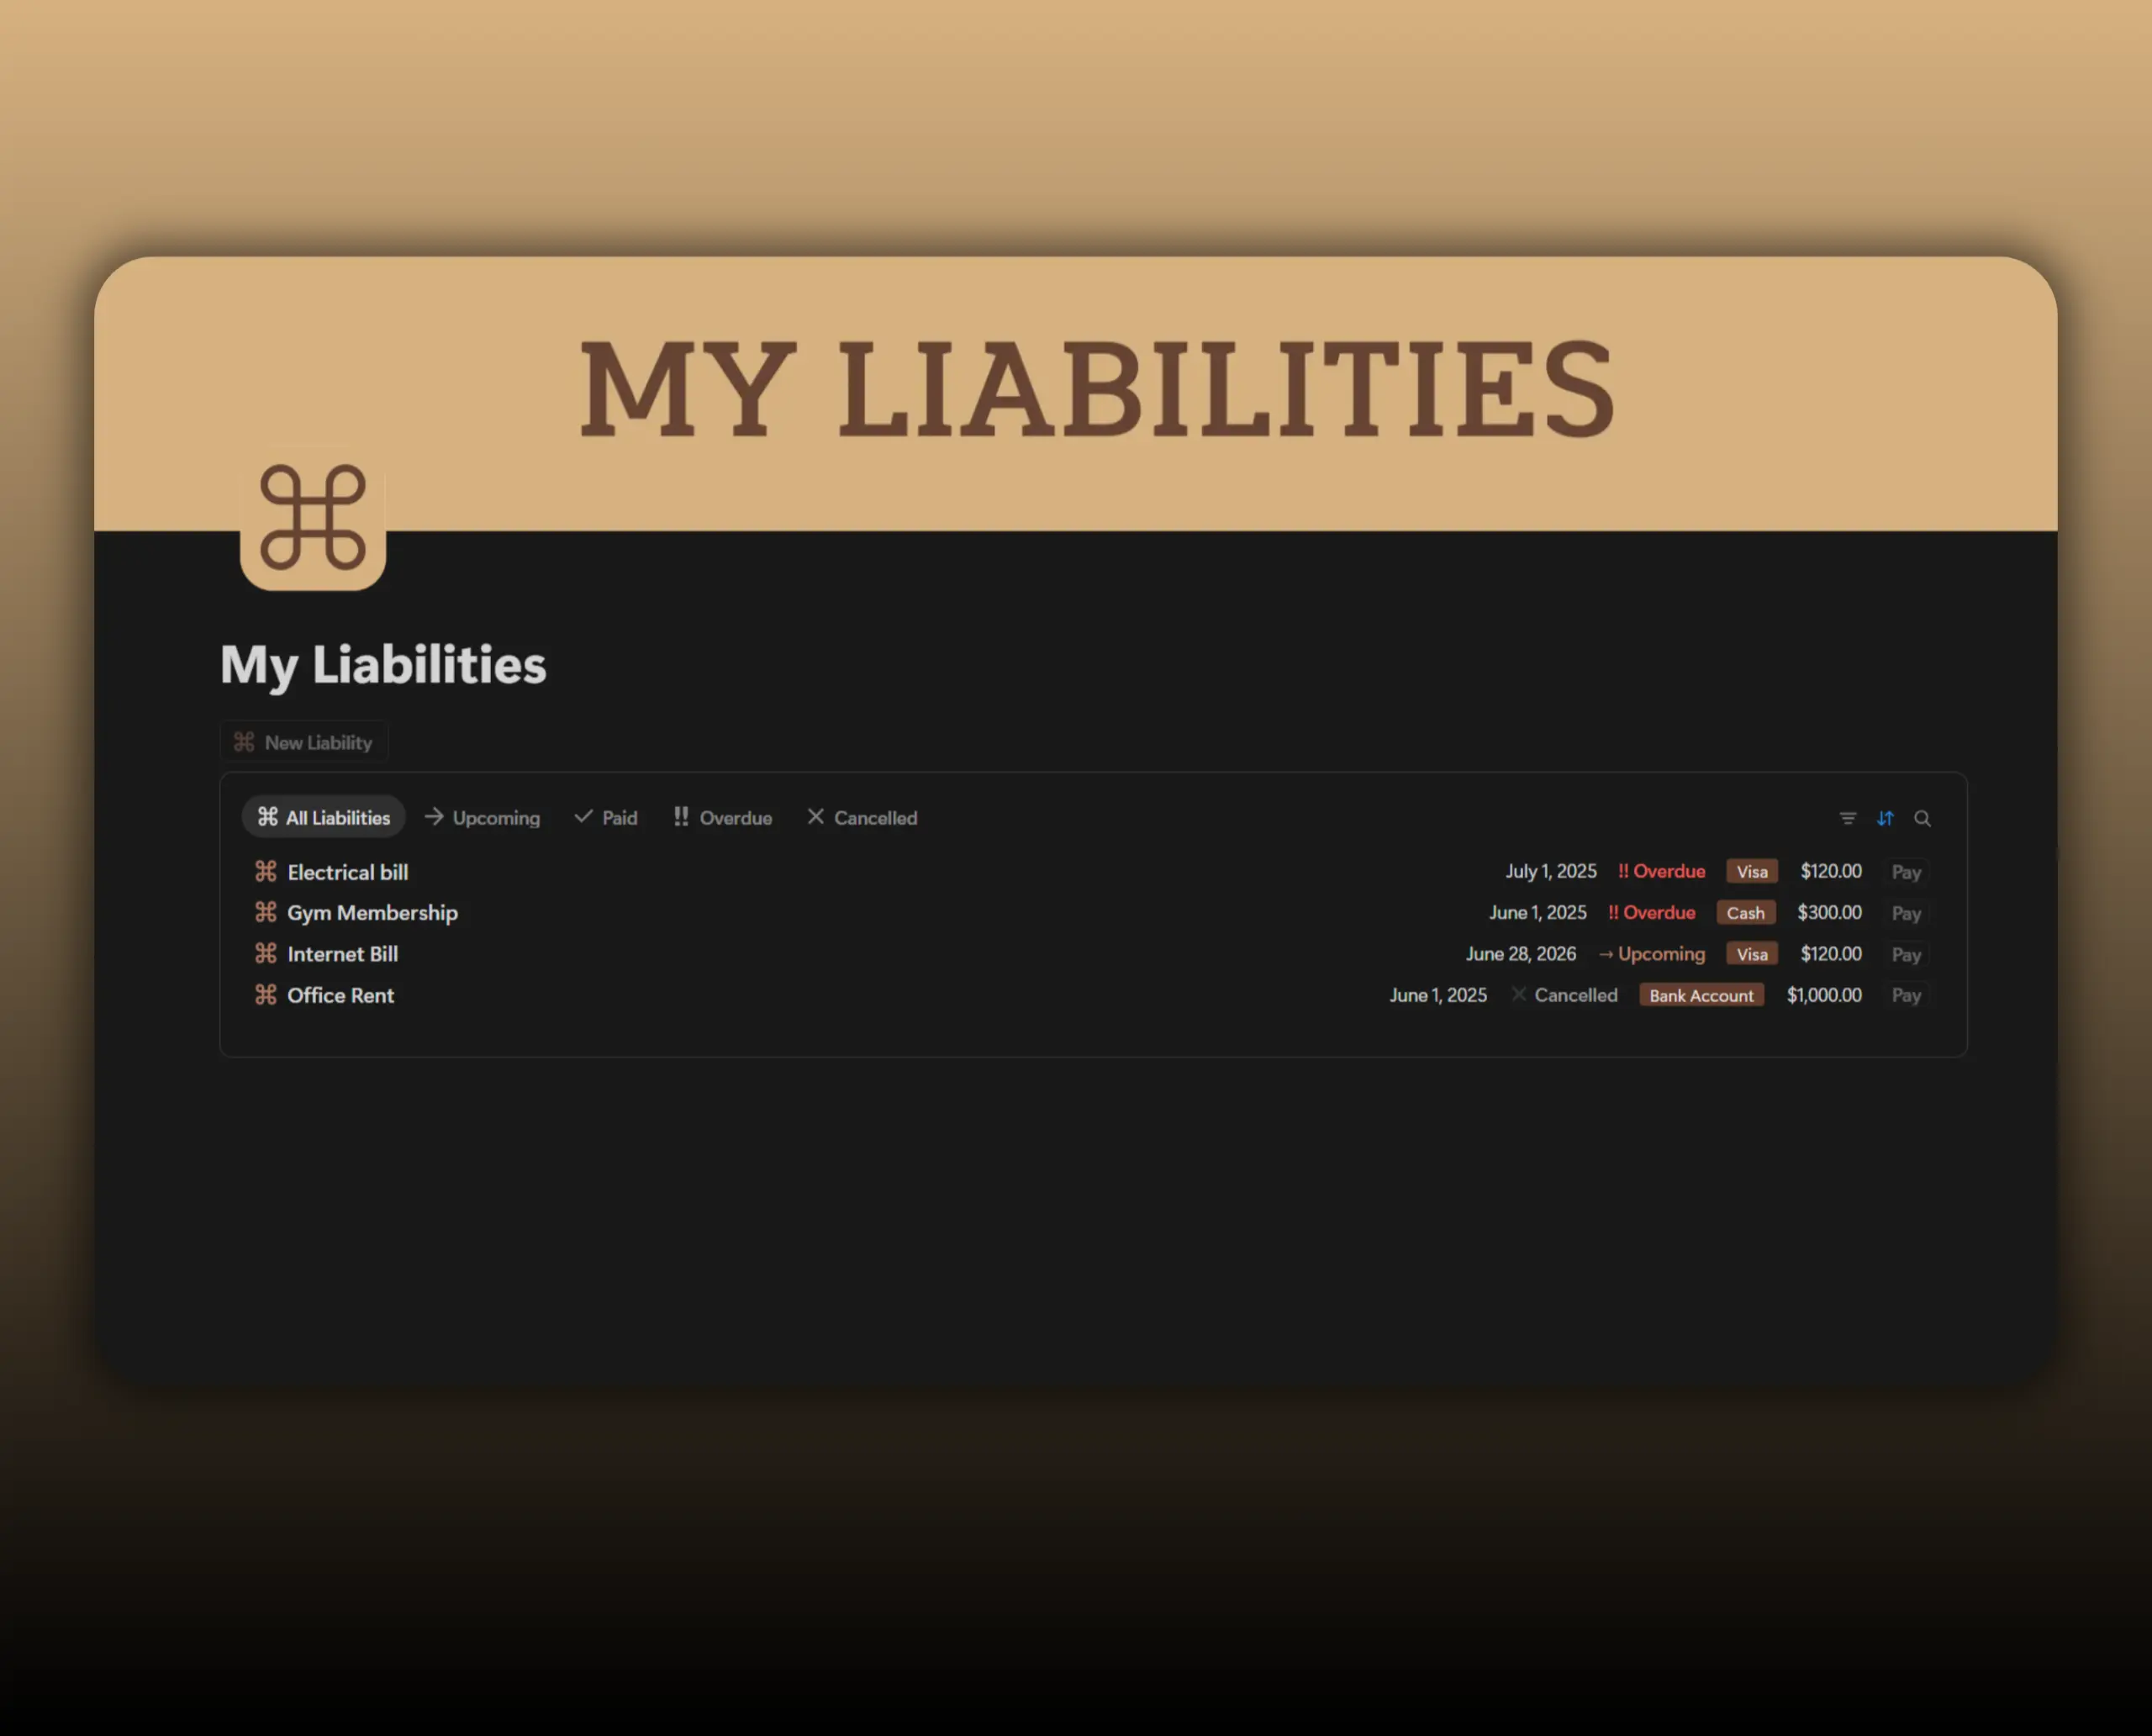 MY LIABILITIES
My Liabilities
New Liability
All Liabilities Upcoming Paid Overdue Cancelled
Electrical bill July 1, 2025 !! Overdue Visa $120.00 Pay
Gym Membership June 1, 2025 !! Overdue Cash $300.00 Pay
Internet Bill June 28, 2026 → Upcoming Visa $120.00 Pay
Office Rent June 1, 2025 ✕ Cancelled Bank Account $1,000.00 Pay